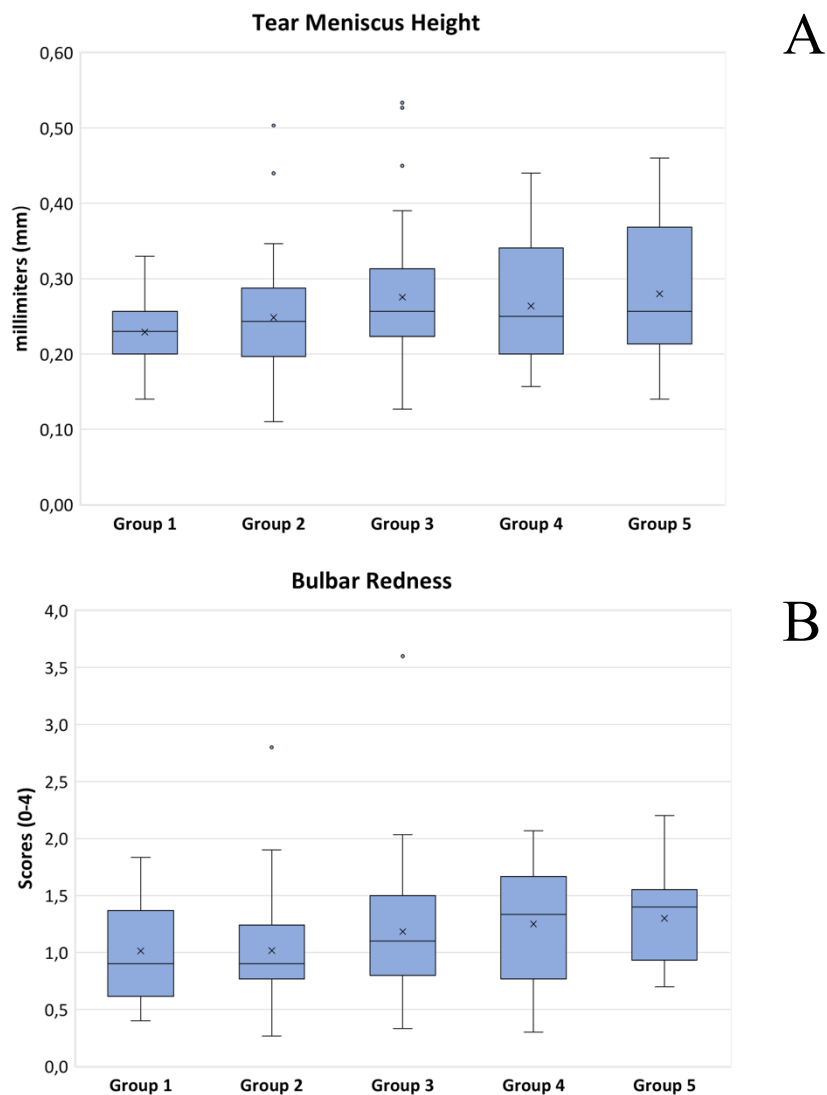 Tear Meniscus Height
A
0,60
0,50
0,40
0,30
0,20
0,10
0,00
millimiters (mm)
Group 1 Group 2 Group 3 Group 4 Group 5
Bulbar Redness
B
4,0
3,5
3,0
2,5
2,0
1,5
1,0
0,5
0,0
Scores (0-4)
Group 1 Group 2 Group 3 Group 4 Group 5